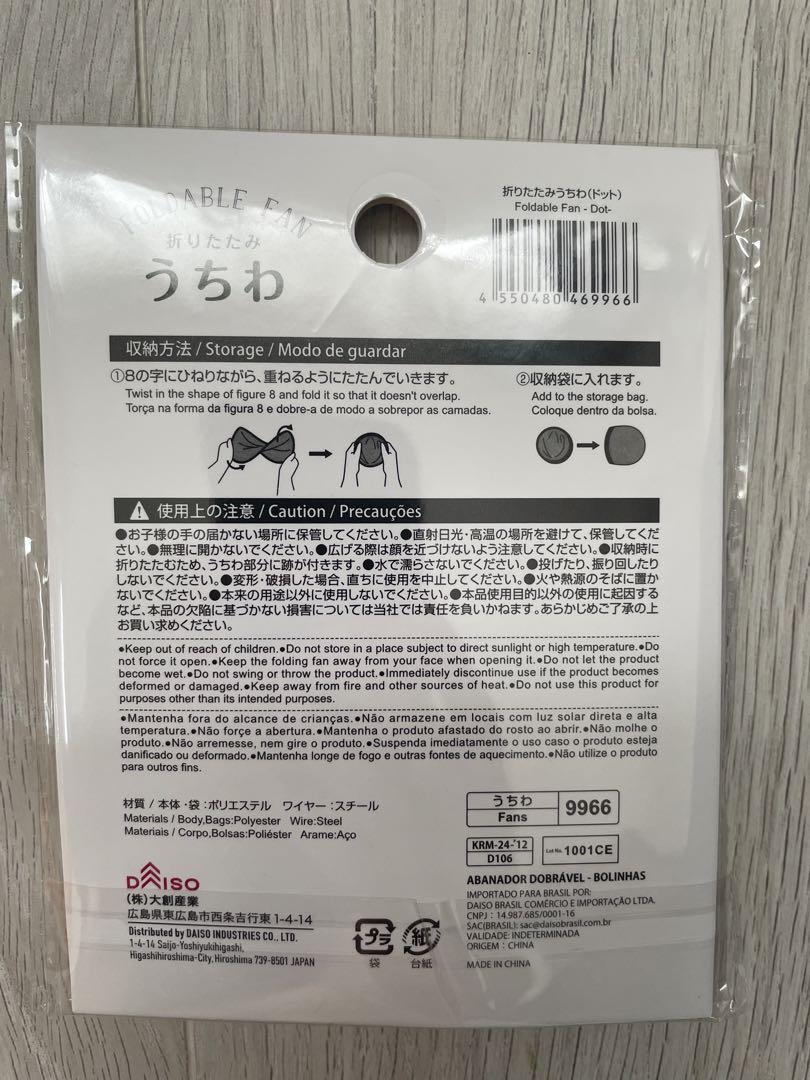 FOLDABLE FAN
折りたたみ
うちわ
折りたたみうちわ(ドット)
Foldable Fan - Dot-
4 550480 469966
収納方法 / Storage / Modo de guardar
①8の字にひねりながら、重ねるようにたたんでいきます。
Twist in the shape of figure 8 and fold it so that it doesn't overlap.
Torça na forma da figura 8 e dobre-a de modo a sobrepor as camadas.
②収納袋に入れます。
Add to the storage bag.
Coloque dentro da bolsa.
使用上の注意 / Caution / Precauções
●お子様の手の届かない場所に保管してください。●直射日光・高温の場所を避けて、保管してくだ
さい。●無理に開かないでください。●広げる際は顔を近づけないよう注意してください。●収納時に
折りたたむため、うちわ部分に跡が付きます。●水で濡らさないでください。●投げたり、振り回したり
しないでください。●変形・破損した場合、直ちに使用を中止してください。●火や熱源のそばに置か
ないでください。●本来の用途以外に使用しないでください。●本品使用目的以外の使用に起因する
など、本品の欠陥に基づかない損害については当社では責任を負いかねます。あらかじめご了承の上
お買い求めください。
●Keep out of reach of children.●Do not store in a place subject to direct sunlight or high temperature.●Do
not force it open.●Keep the folding fan away from your face when opening it.●Do not let the product
become wet.●Do not swing or throw the product.●Immediately discontinue use if the product becomes
deformed or damaged.●Keep away from fire and other sources of heat.●Do not use this product for
purposes other than its intended purposes.
●Mantenha fora do alcance de crianças.●Não armazene em locais com luz solar direta e alta
temperatura.●Não force a abertura.●Mantenha o produto afastado do rosto ao abrir.●Não molhe o
produto.●Não arremesse, nem gire o produto.●Suspenda imediatamente o uso caso o produto esteja
danificado ou deformado.●Mantenha longe de fogo e outras fontes de aquecimento.●Não utilize o produto
para outros fins.
材質 / 本体・袋:ポリエステル ワイヤー:スチール
Materials / Body,Bags:Polyester Wire:Steel
Materiais / Corpo,Bolsas:Poliéster Arame:Aço
うちわ
Fans
9966
KRM-24-'12
D106
Lot No. 1001CE
DAISO
(株)大創産業
広島県東広島市西条吉行東1-4-14
Distributed by DAISO INDUSTRIES CO., LTD.
1-4-14 Saijo-Yoshiyukihigashi,
Higashihiroshima-City, Hiroshima 739-8501 JAPAN
プラ
袋
紙
台紙
ABANADOR DOBRÁVEL - BOLINHAS
IMPORTADO PARA BRASIL POR:
DAISO BRASIL COMÉRCIO E IMPORTAÇÃO LTDA.
CNPJ : 14.987.685/0001-16
SAC(BRASIL): sac@daisobrasil.com.br
VALIDADE: INDETERMINADA
ORIGEM : CHINA
MADE IN CHINA